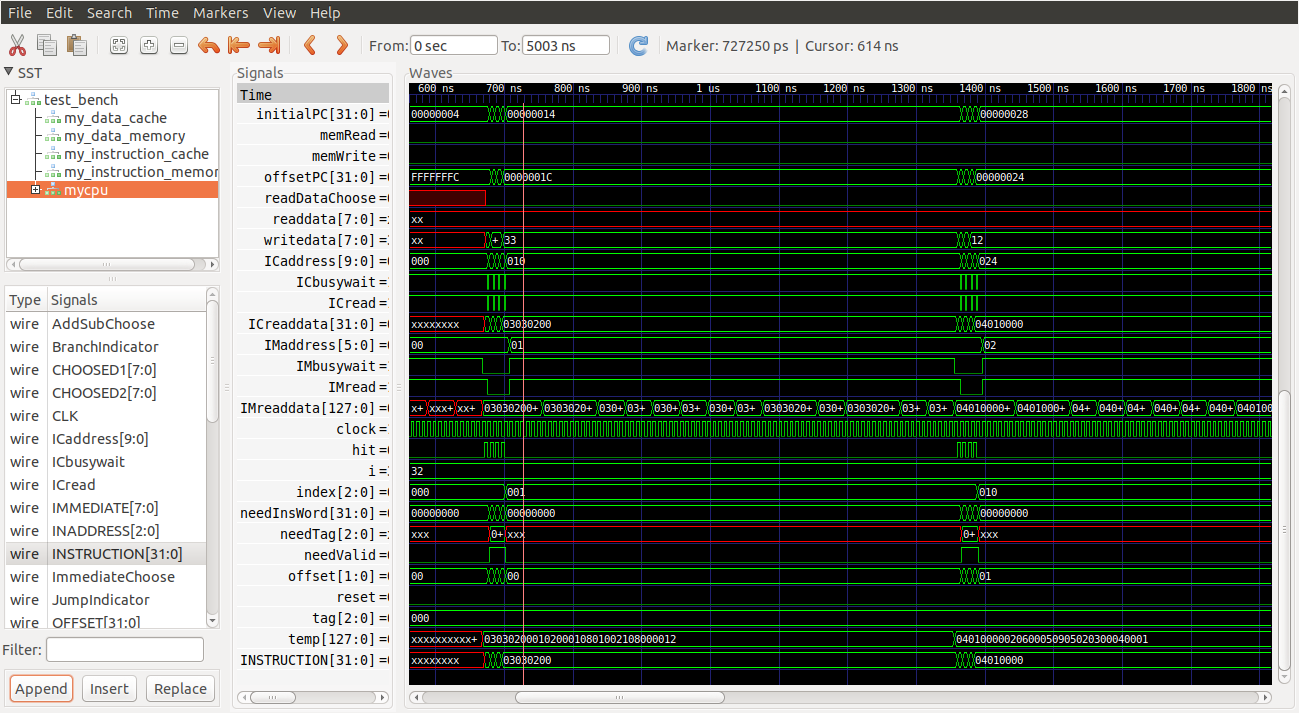 File Edit Search Time Markers View Help
From: 0 sec To: 5003 ns Marker: 727250 ps | Cursor: 614 ns
SST
test_bench
my_data_cache
my_data_memory
my_instruction_cache
my_instruction_memor
mycpu
Type Signals
wire AddSubChoose
wire BranchIndicator
wire CHOOSED1[7:0]
wire CHOOSED2[7:0]
wire CLK
wire ICaddress[9:0]
wire ICbusywait
wire ICread
wire IMMEDIATE[7:0]
wire INADDRESS[2:0]
wire INSTRUCTION[31:0]
wire ImmediateChoose
wire JumpIndicator
wire OFFSET[31:0]
Filter:
Append Insert Replace
Signals
Time
initialPC[31:0] =
memRead
memWrite =
offsetPC[31:0] =
readDataChoose =
readdata[7:0] =
writedata[7:0] =
ICaddress[9:0] =
ICbusywait =
ICread =
ICreaddata[31:0] =
IMaddress[5:0] =
IMbusywait =
IMread =
IMreaddata[127:0] =
clock =
hit =
i =
index[2:0] =
needInsWord[31:0] =
needTag[2:0] =
needValid =
offset[1:0] =
reset =
tag[2:0] =
temp[127:0] =
INSTRUCTION[31:0] =
Waves
600 ns 700 ns 800 ns 900 ns 1 us 1100 ns 1200 ns 1300 ns 1400 ns 1500 ns 1600 ns 1700 ns 1800 ns
00000004 00000014 00000028
FFFFFFFC 0000001C 00000024
xx
xx + 33 12
000 010 024
xxxxxxxx 03030200 04010000
00 01 02
x+ xxx+ xx+ 03030200+ 0303020+ 030+ 03+ 030+ 03+ 030+ 03+ 0303020+ 030+ 0303020+ 03+ 03+ 04010000+ 0401000+ 04+ 040+ 04+ 04+ 040+ 040100
32
000 001 010
00000000 00000000 00000000
xxx 0+ xxx 0+ xxx
00 00 01
000
xxxxxxxxxx+ 03030200010200010801002108000012 04010000020600050905020300040001
xxxxxxxx 03030200 04010000